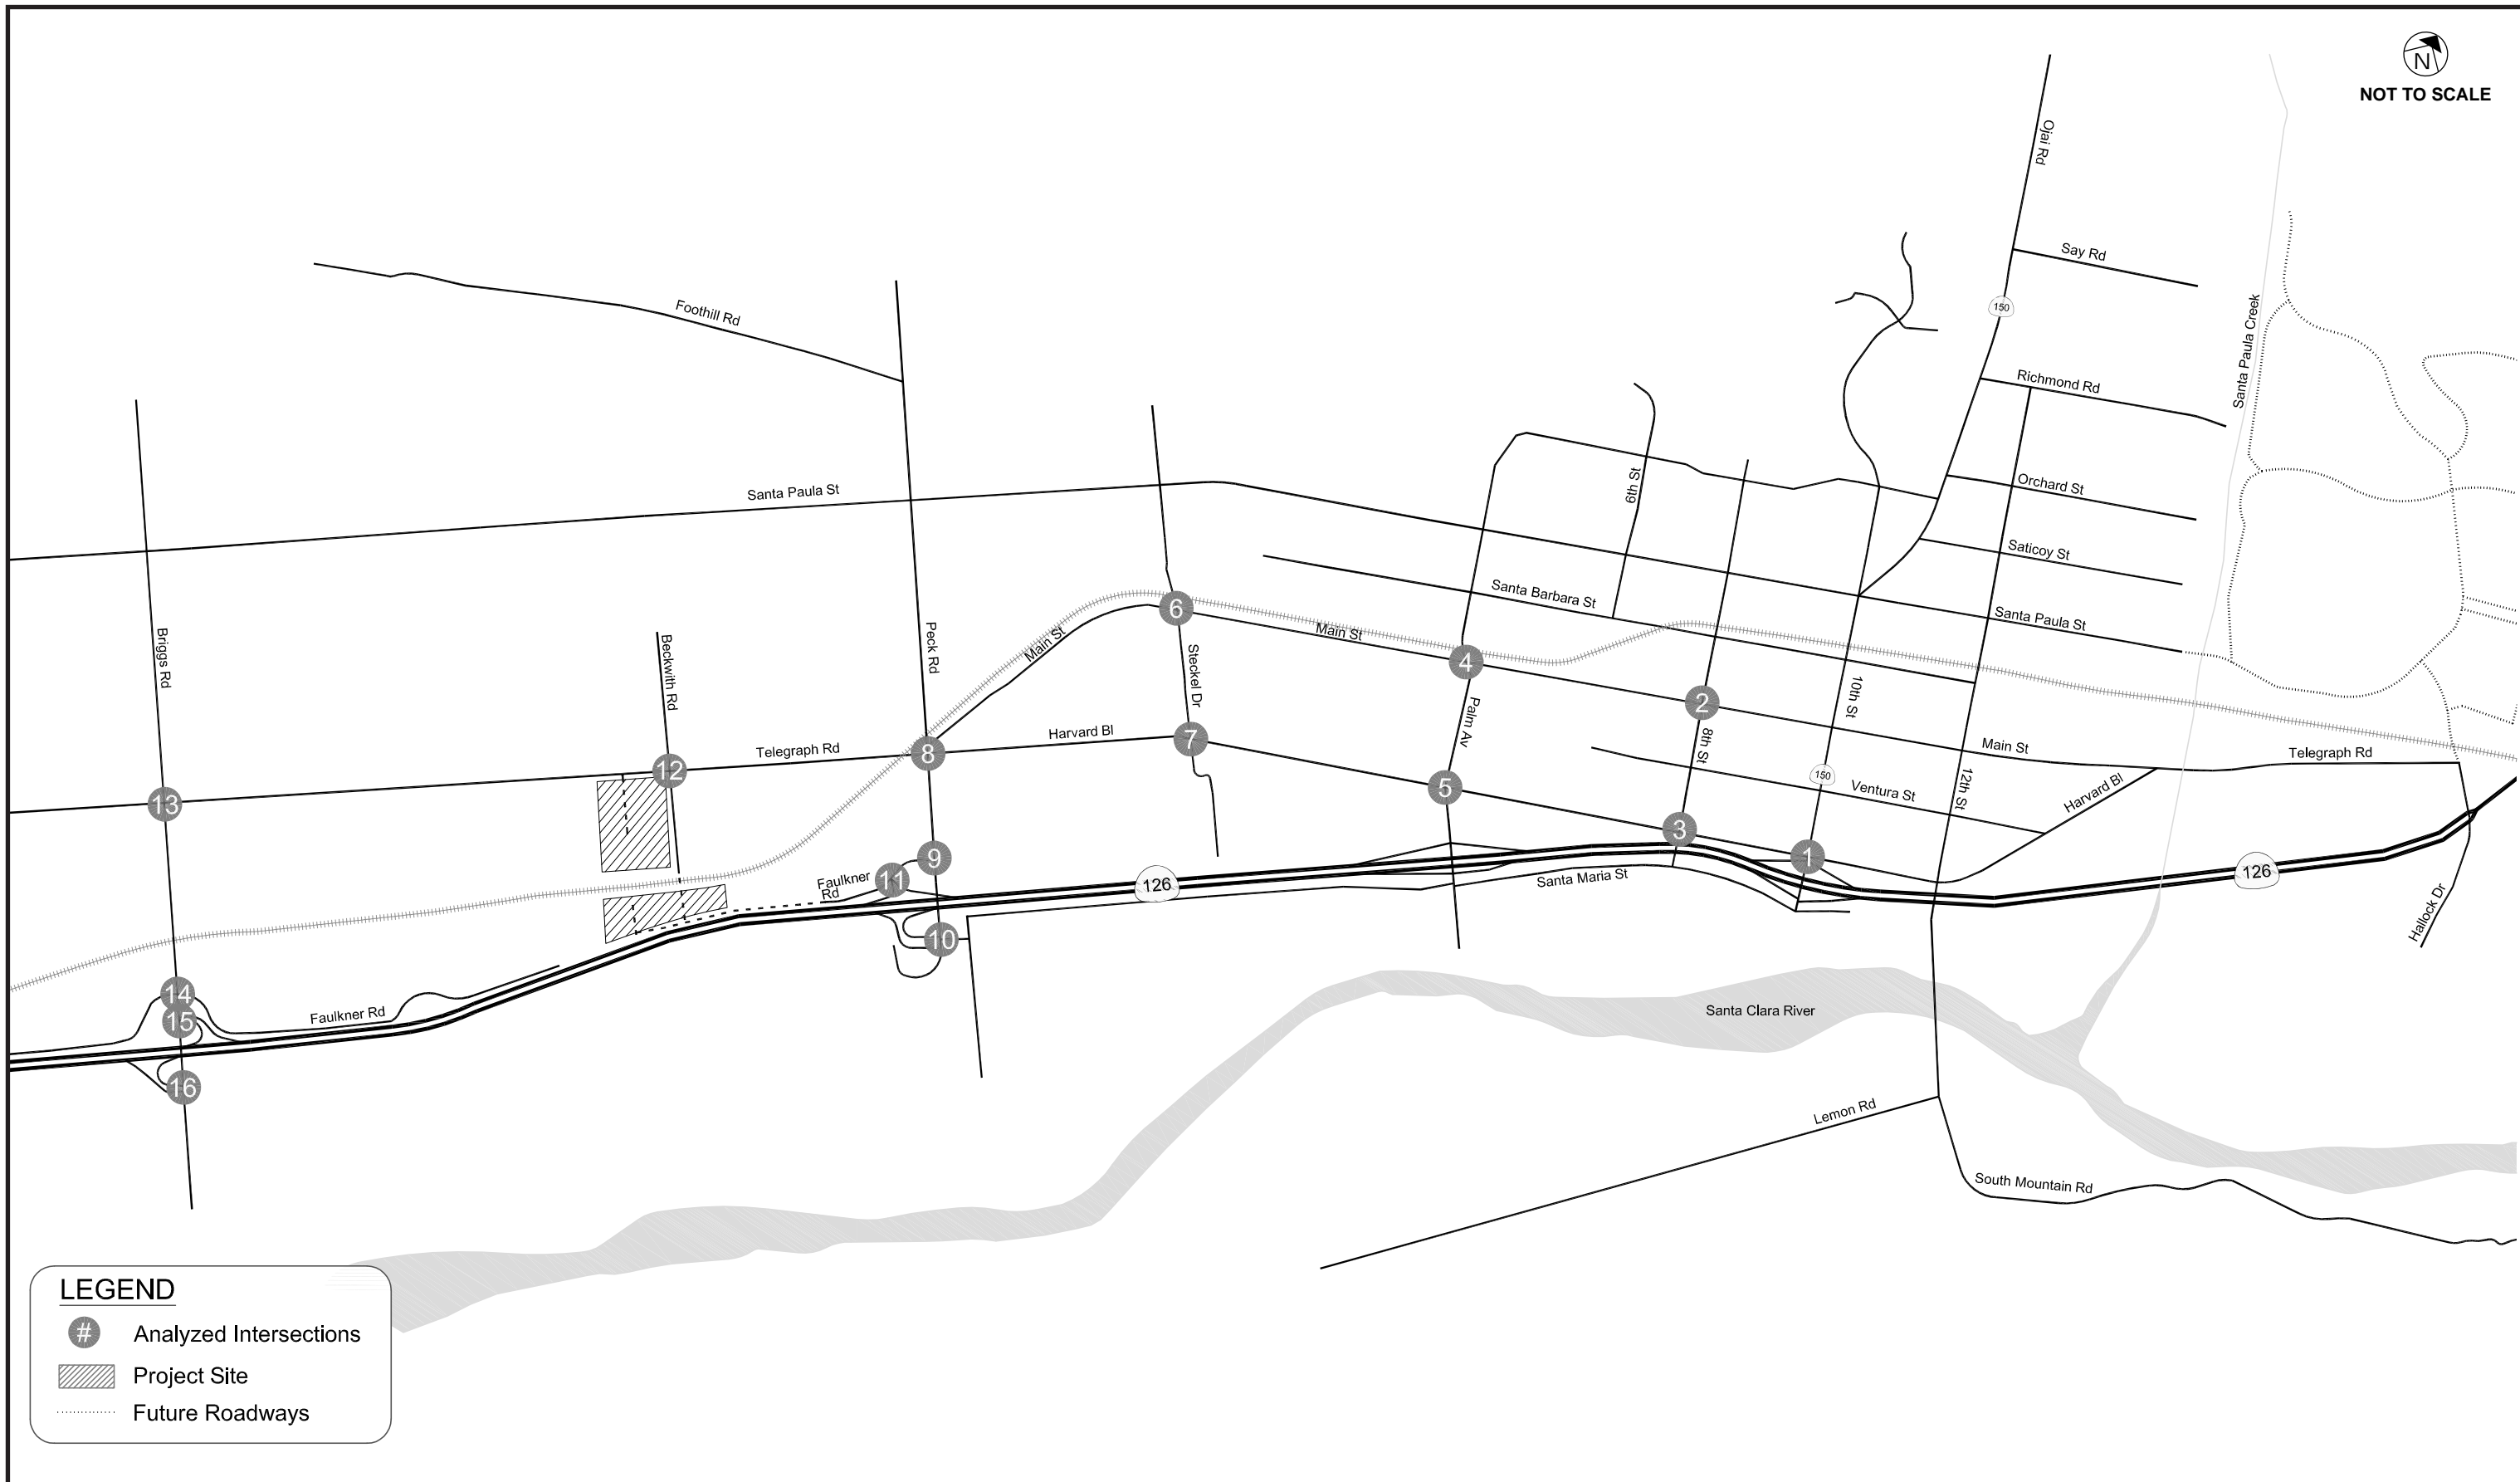 N
NOT TO SCALE
Ojai Rd
Say Rd
150
Foothill Rd
Santa Paula Creek
Richmond Rd
6th St
Orchard St
Santa Paula St
Saticoy St
Santa Barbara St
Santa Paula St
6
Main St
Main St
Briggs Rd
Beckwith Rd
Peck Rd
Steckel Dr
4
10th St
2
Palm Av
8th St
Harvard Bl
7
Main St
Telegraph Rd
Telegraph Rd
8
12
150
12th St
Ventura St
Harvard Bl
5
13
3
1
9
11
Faulkner
Rd
126
Santa Maria St
126
Hallock Dr
10
14
15
Faulkner Rd
Santa Clara River
16
Lemon Rd
South Mountain Rd
LEGEND
# Analyzed Intersections
Project Site
Future Roadways